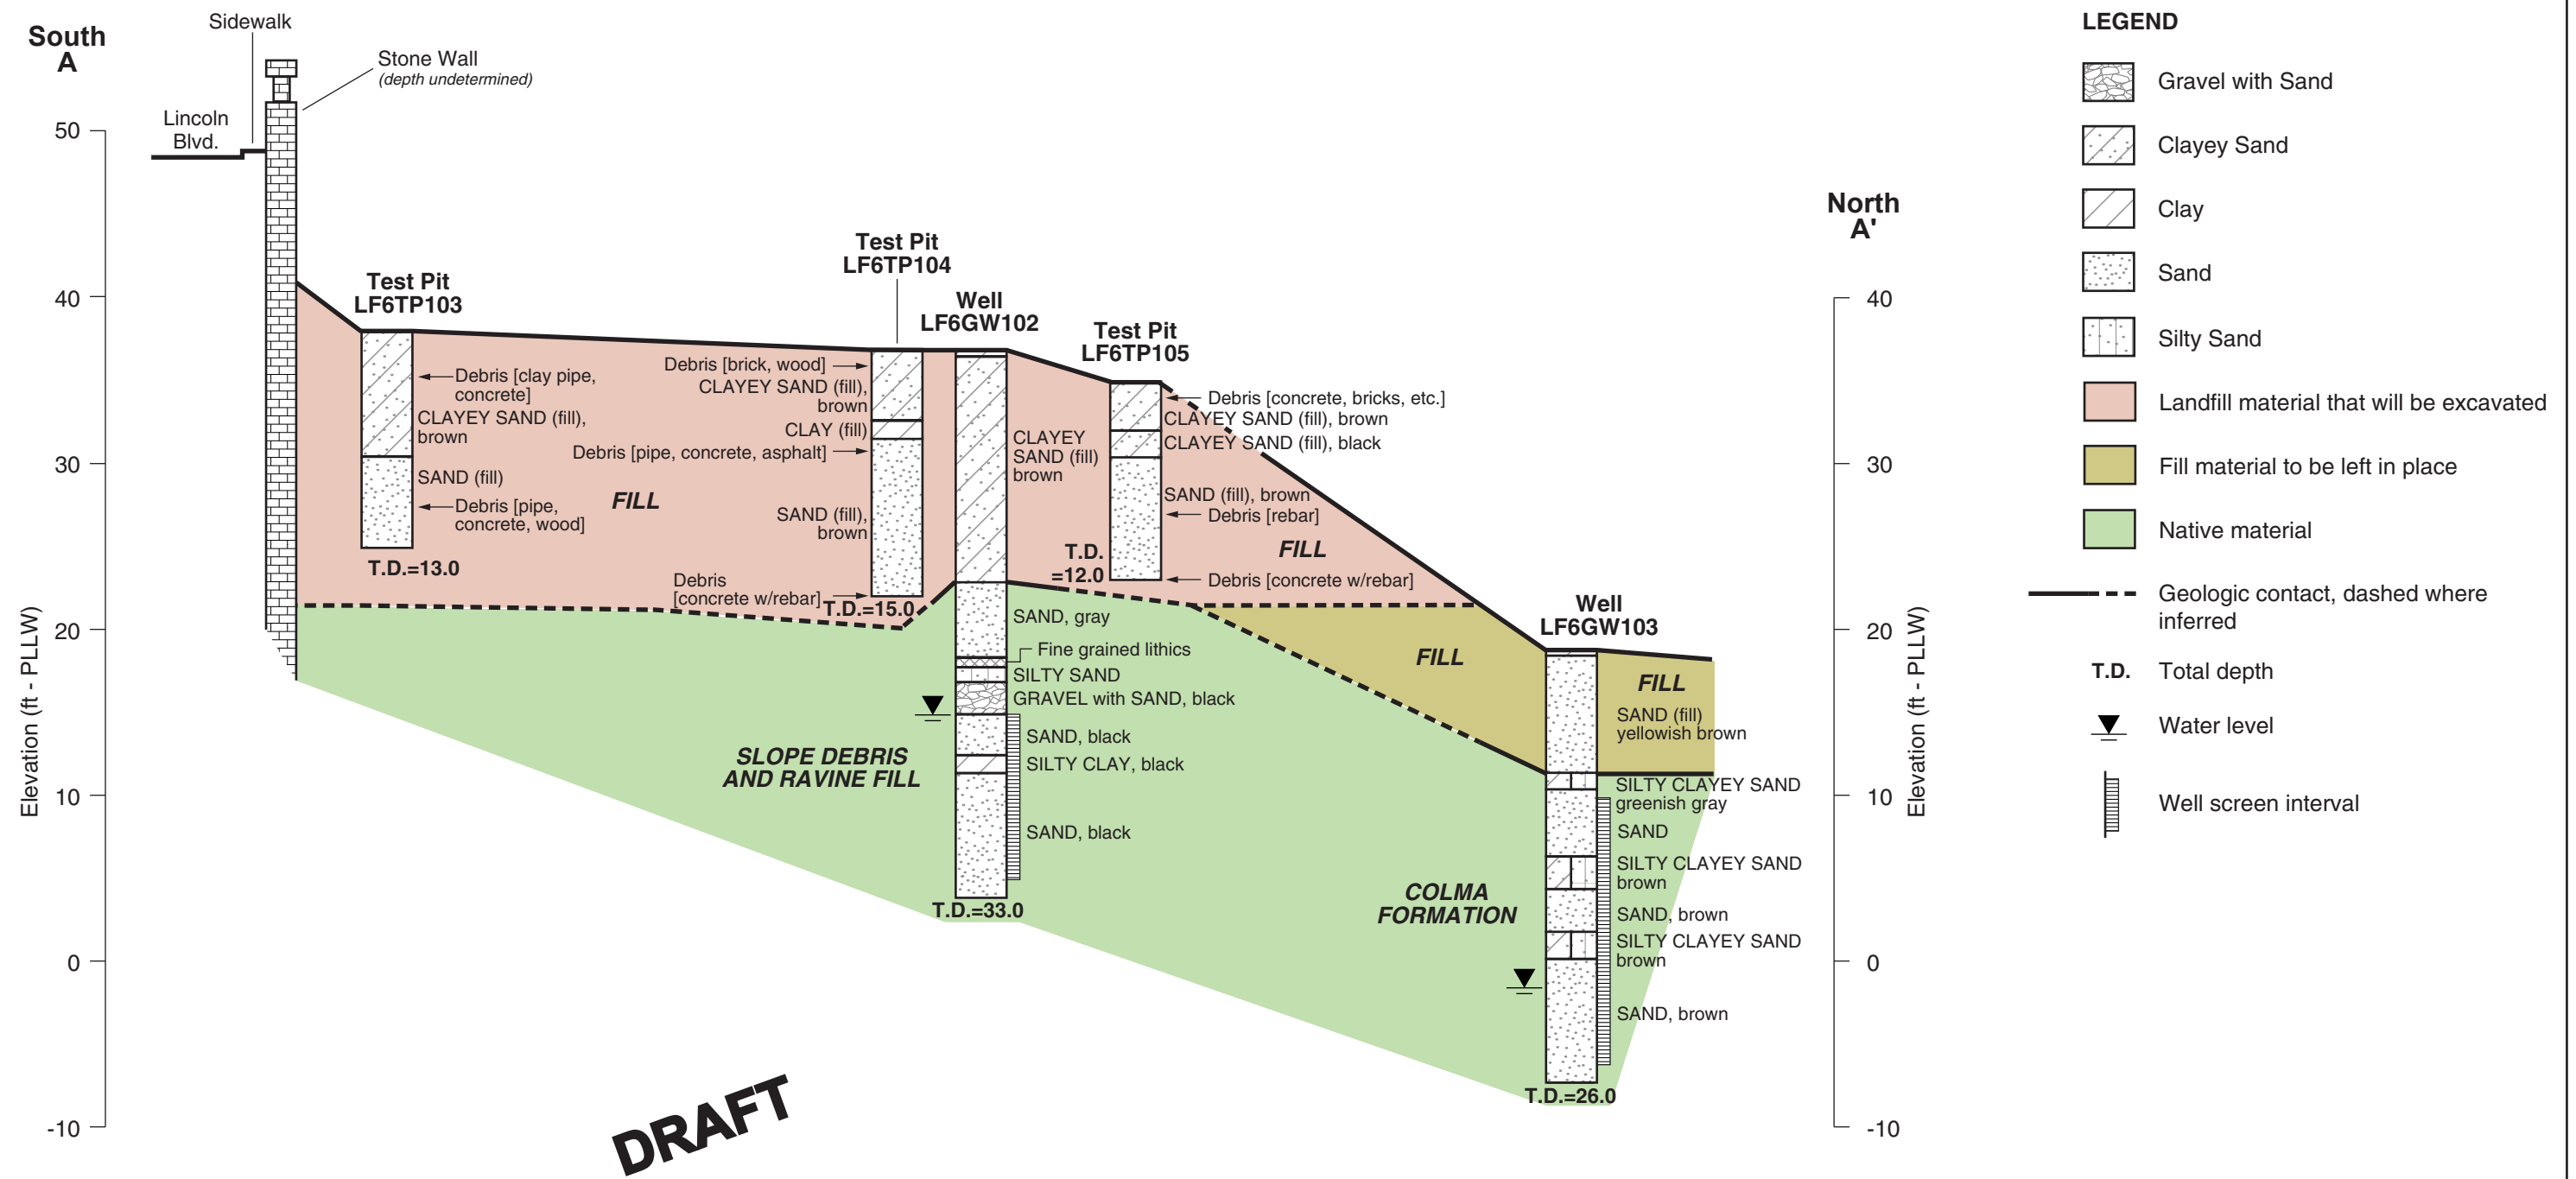 South
A
Sidewalk
Stone Wall
(depth undetermined)
Lincoln
Blvd.
50
40
30
20
10
0
-10
Elevation (ft - PLLW)
Test Pit
LF6TP103
Debris [clay pipe,
concrete]
CLAYEY SAND (fill),
brown
SAND (fill)
Debris [pipe,
concrete, wood]
T.D.=13.0
FILL
Test Pit
LF6TP104
Debris [brick, wood]
CLAYEY SAND (fill),
brown
CLAY (fill)
Debris [pipe, concrete, asphalt]
SAND (fill),
brown
Debris
[concrete w/rebar]
T.D.=15.0
Well
LF6GW102
CLAYEY
SAND (fill)
brown
SAND, gray
Fine grained lithics
SILTY SAND
GRAVEL with SAND, black
SAND, black
SILTY CLAY, black
SAND, black
T.D.=33.0
SLOPE DEBRIS
AND RAVINE FILL
Test Pit
LF6TP105
Debris [concrete, bricks, etc.]
CLAYEY SAND (fill), brown
CLAYEY SAND (fill), black
SAND (fill), brown
Debris [rebar]
FILL
T.D.
=12.0
Debris [concrete w/rebar]
FILL
Well
LF6GW103
FILL
SAND (fill)
yellowish brown
SILTY CLAYEY SAND
greenish gray
SAND
SILTY CLAYEY SAND
brown
SAND, brown
SILTY CLAYEY SAND
brown
SAND, brown
T.D.=26.0
COLMA
FORMATION
North
A'
40
30
20
10
0
-10
Elevation (ft - PLLW)
DRAFT
LEGEND
Gravel with Sand
Clayey Sand
Clay
Sand
Silty Sand
Landfill material that will be excavated
Fill material to be left in place
Native material
Geologic contact, dashed where
inferred
T.D. Total depth
Water level
Well screen interval